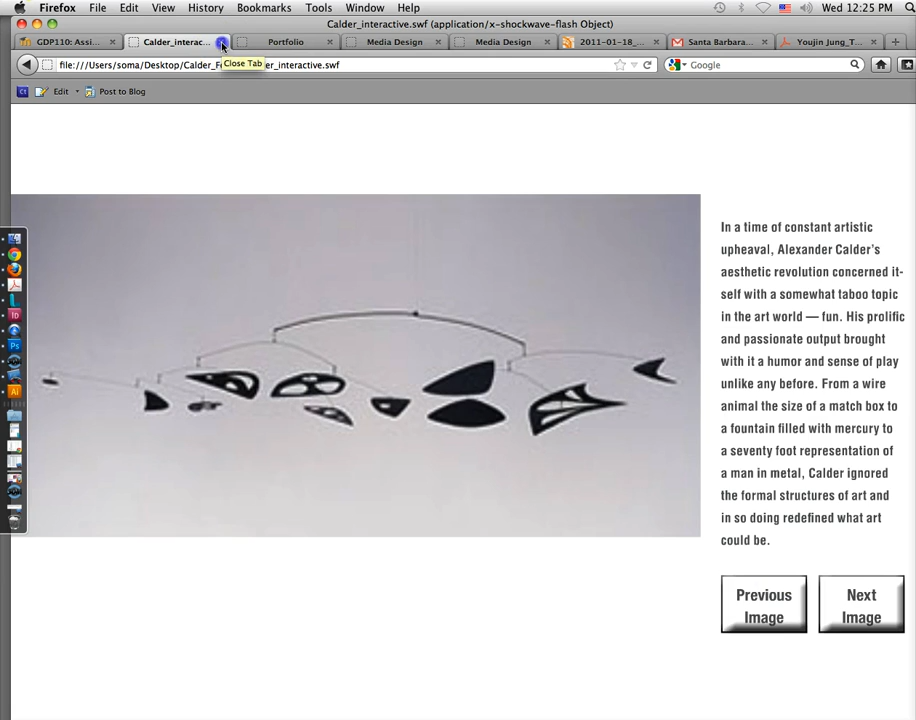 Firefox File Edit View History Bookmarks Tools Window Help Wed 12:25 PM
Calder_interactive.swf (application/x-shockwave-flash Object)
GDP110: Assi... Calder_interac... Portfolio Media Design Media Design 2011-01-18_... Santa Barbara... Youjin Jung_T...
file:///Users/soma/Desktop/Calder_F er_interactive.swf Google
Close Tab
Edit Post to Blog
In a time of constant artistic
upheaval, Alexander Calder's
aesthetic revolution concerned it-
self with a somewhat taboo topic
in the art world — fun. His prolific
and passionate output brought
with it a humor and sense of play
unlike any before. From a wire
animal the size of a match box to
a fountain filled with mercury to
a seventy foot representation of
a man in metal, Calder ignored
the formal structures of art and
in so doing redefined what art
could be.
Previous
Image
Next
Image